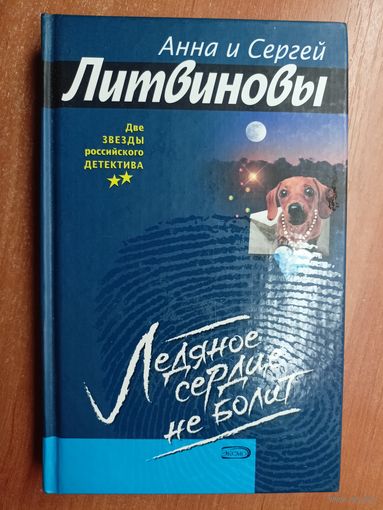 Анна и Сергей
Литвиновы
Две
ЗВЕЗДЫ
российского
ДЕТЕКТИВА
Ледяное
сердце
не болит
ЭКСМО